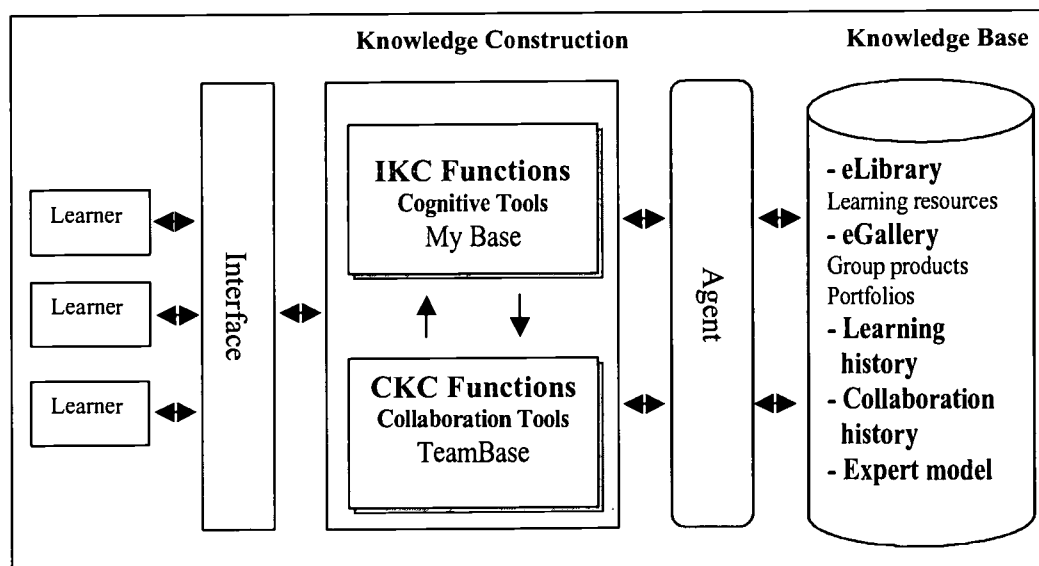 Knowledge Construction
Knowledge Base
Learner
Learner
Learner
Interface
IKC Functions
Cognitive Tools
My Base
CKC Functions
Collaboration Tools
TeamBase
Agent
- eLibrary
Learning resources
- eGallery
Group products
Portfolios
- Learning
history
- Collaboration
history
- Expert model